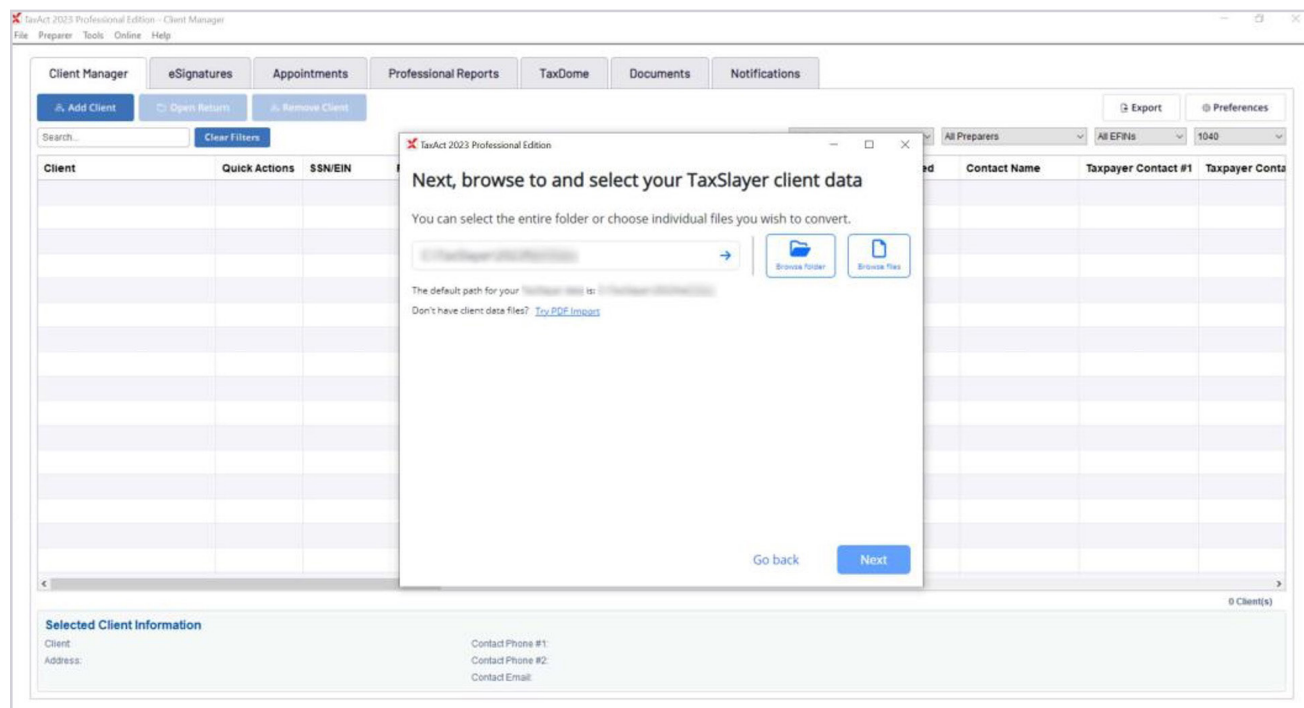 TaxAct 2023 Professional Edition - Client Manager
File Preparer Tools Online Help
Client Manager eSignatures Appointments Professional Reports TaxDome Documents Notifications
Add Client Open Return Remove Client Export Preferences
Search... Clear Filters All Preparers All EFINs 1040
Client Quick Actions SSN/EIN ed Contact Name Taxpayer Contact #1 Taxpayer Conta
TaxAct 2023 Professional Edition
Next, browse to and select your TaxSlayer client data
You can select the entire folder or choose individual files you wish to convert.
Browse folder Browse files
The default path for your is:
Don't have client data files? Try PDF Import
Go back Next
0 Client(s)
Selected Client Information
Client Contact Phone #1:
Address: Contact Phone #2:
Contact Email: